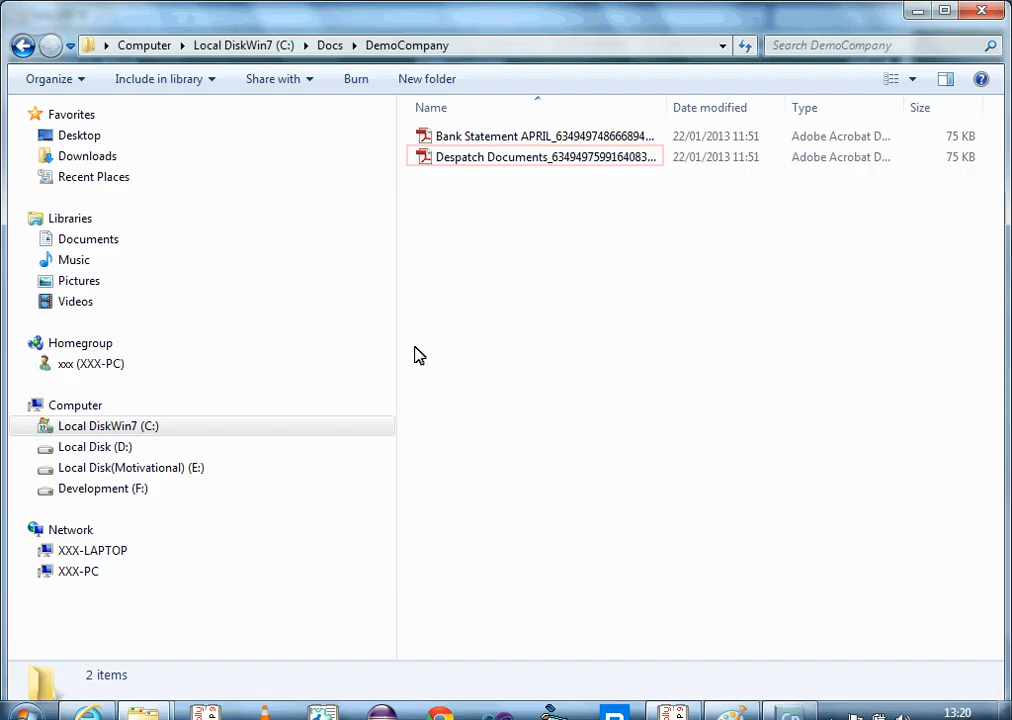 Computer Local DiskWin7 (C:) Docs DemoCompany Search DemoCompany
Organize Include in library Share with Burn New folder
Name Date modified Type Size
Bank Statement APRIL_634949748666894... 22/01/2013 11:51 Adobe Acrobat D... 75 KB
Despatch Documents_6349497599164083... 22/01/2013 11:51 Adobe Acrobat D... 75 KB
Favorites
Desktop
Downloads
Recent Places
Libraries
Documents
Music
Pictures
Videos
Homegroup
xxx (XXX-PC)
Computer
Local DiskWin7 (C:)
Local Disk (D:)
Local Disk(Motivational) (E:)
Development (F:)
Network
XXX-LAPTOP
XXX-PC
2 items
13:20